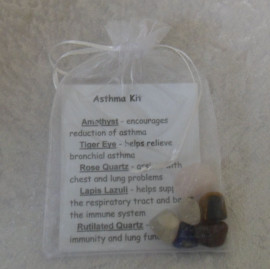 Asthma Kit
Amethyst - encourages
reduction of asthma
Tiger Eye - helps relieve
bronchial asthma
Rose Quartz - with
chest and lung problems
Lapis Lazuli - helps
the respiratory tract and
the immune system
Rutilated Quartz -
immunity and lung